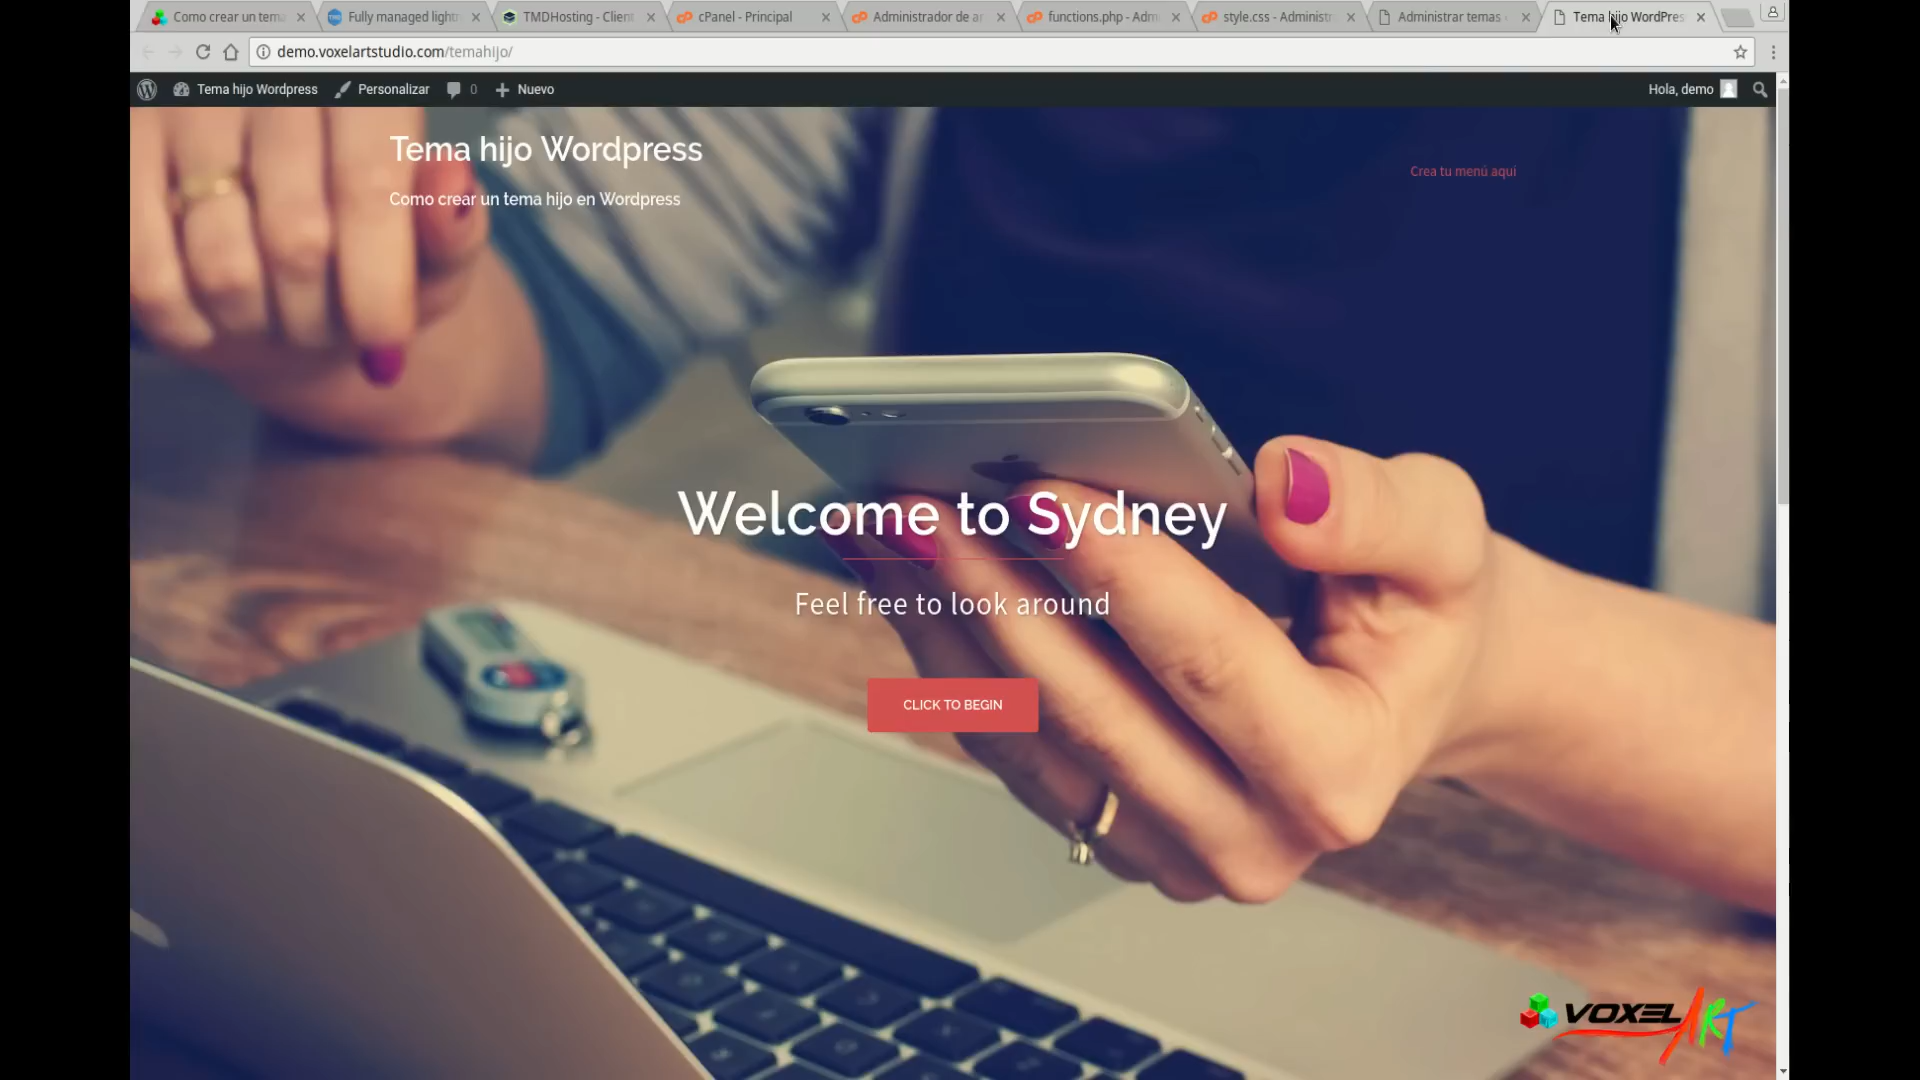 Como crear un tema
Fully managed lightn
TMDHosting - Client
cPanel - Principal
Administrador de ar
functions.php - Adm
style.css - Administr
Administrar temas
Tema hijo WordPres
demo.voxelartstudio.com/temahijo/
Tema hijo Wordpress
Personalizar
0
Nuevo
Hola, demo
Tema hijo Wordpress
Crea tu menú aquí
Como crear un tema hijo en Wordpress
Welcome to Sydney
Feel free to look around
CLICK TO BEGIN
VOXELART